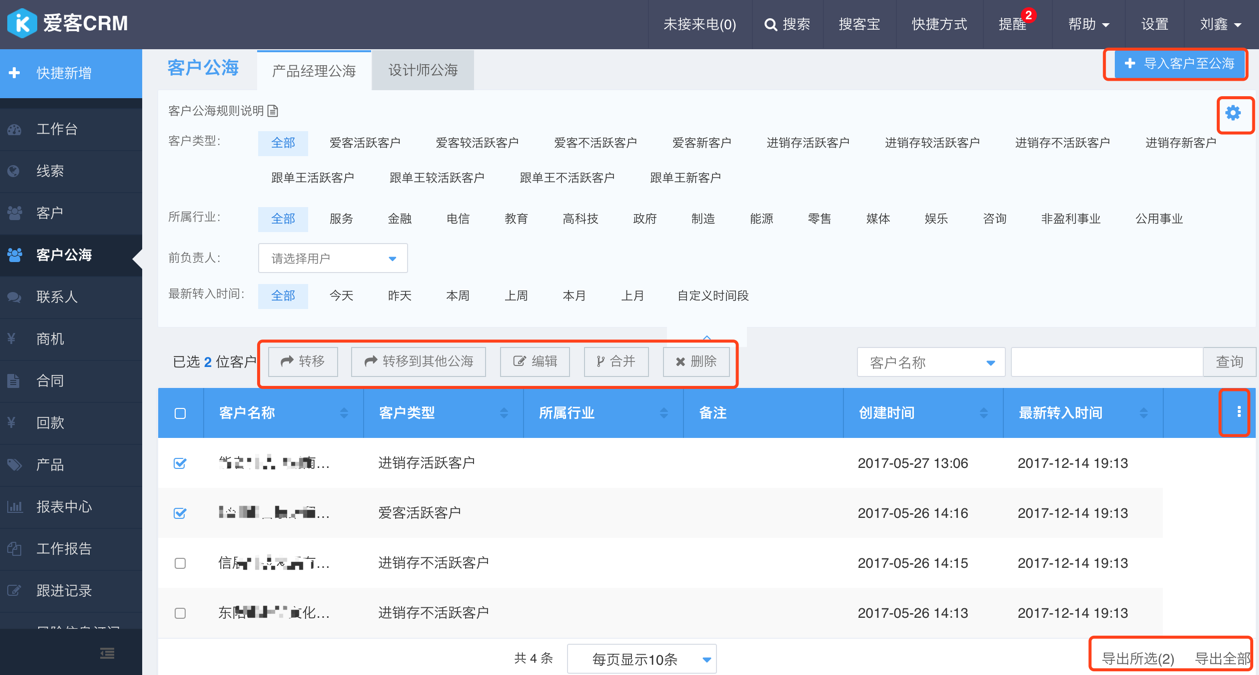 爱客CRM
未接来电(0)
搜索
搜客宝
快捷方式
提醒
2
帮助
设置
刘鑫
快捷新增
工作台
线索
客户
客户公海
联系人
商机
合同
回款
产品
报表中心
工作报告
跟进记录
客户公海
产品经理公海
设计师公海
导入客户至公海
客户公海规则说明
客户类型: 全部 爱客活跃客户 爱客较活跃客户 爱客不活跃客户 爱客新客户 进销存活跃客户 进销存较活跃客户 进销存不活跃客户 进销存新客户
跟单王活跃客户 跟单王较活跃客户 跟单王不活跃客户 跟单王新客户
所属行业: 全部 服务 金融 电信 教育 高科技 政府 制造 能源 零售 媒体 娱乐 咨询 非盈利事业 公用事业
前负责人: 请选择用户
最新转入时间: 全部 今天 昨天 本周 上周 本月 上月 自定义时间段
已选 2 位客户 转移 转移到其他公海 编辑 合并 删除 客户名称 查询
客户名称 客户类型 所属行业 备注 创建时间 最新转入时间
进销存活跃客户 2017-05-27 13:06 2017-12-14 19:13
爱客活跃客户 2017-05-26 14:16 2017-12-14 19:13
信 进销存不活跃客户 2017-05-26 14:15 2017-12-14 19:13
东 化... 进销存不活跃客户 2017-05-26 14:13 2017-12-14 19:13
共 4 条 每页显示10条 导出所选(2) 导出全部